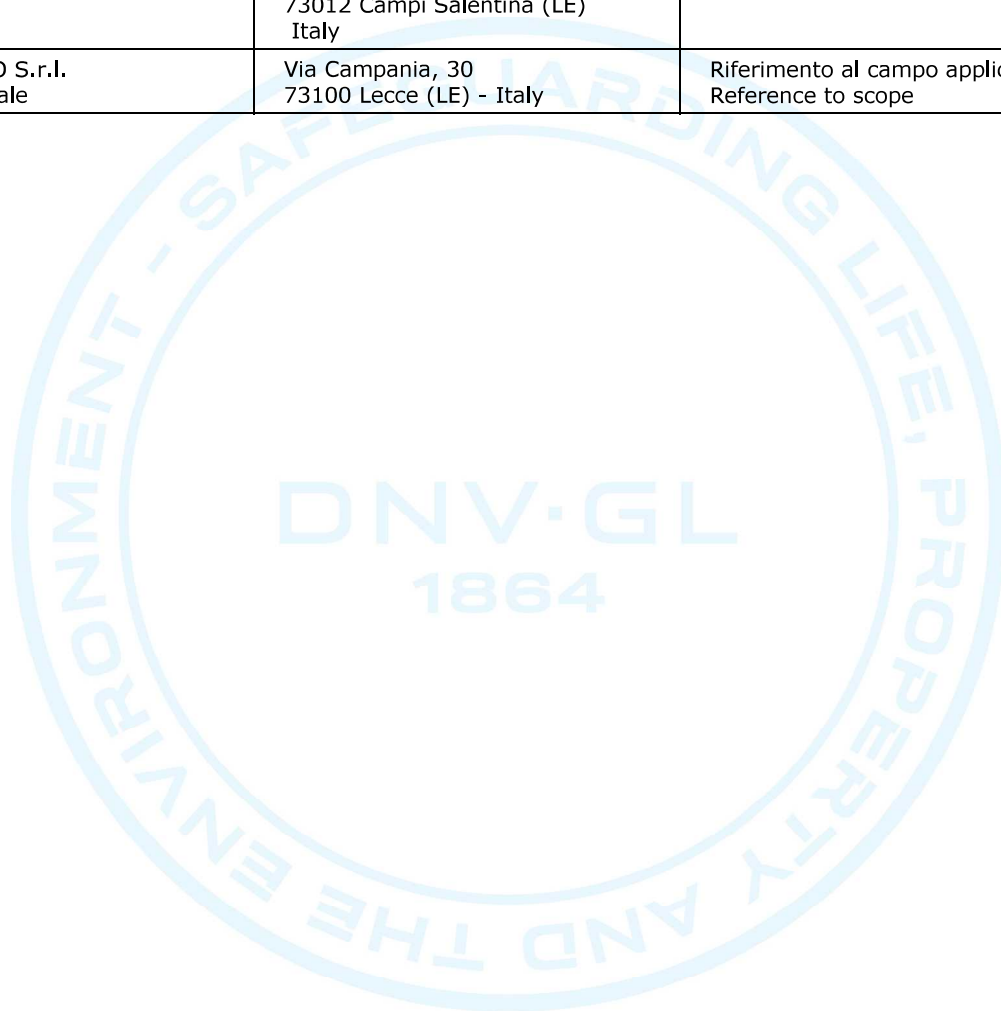 73012 Campi Salentina (LE)
Italy
S.r.l.
Via Campania, 30
Riferimento al campo
73100 Lecce (LE) - Italy
Reference to scope
SAFEGUARDING LIFE, PROPERTY AND THE ENVIRONMENT -
DNV·GL
1864